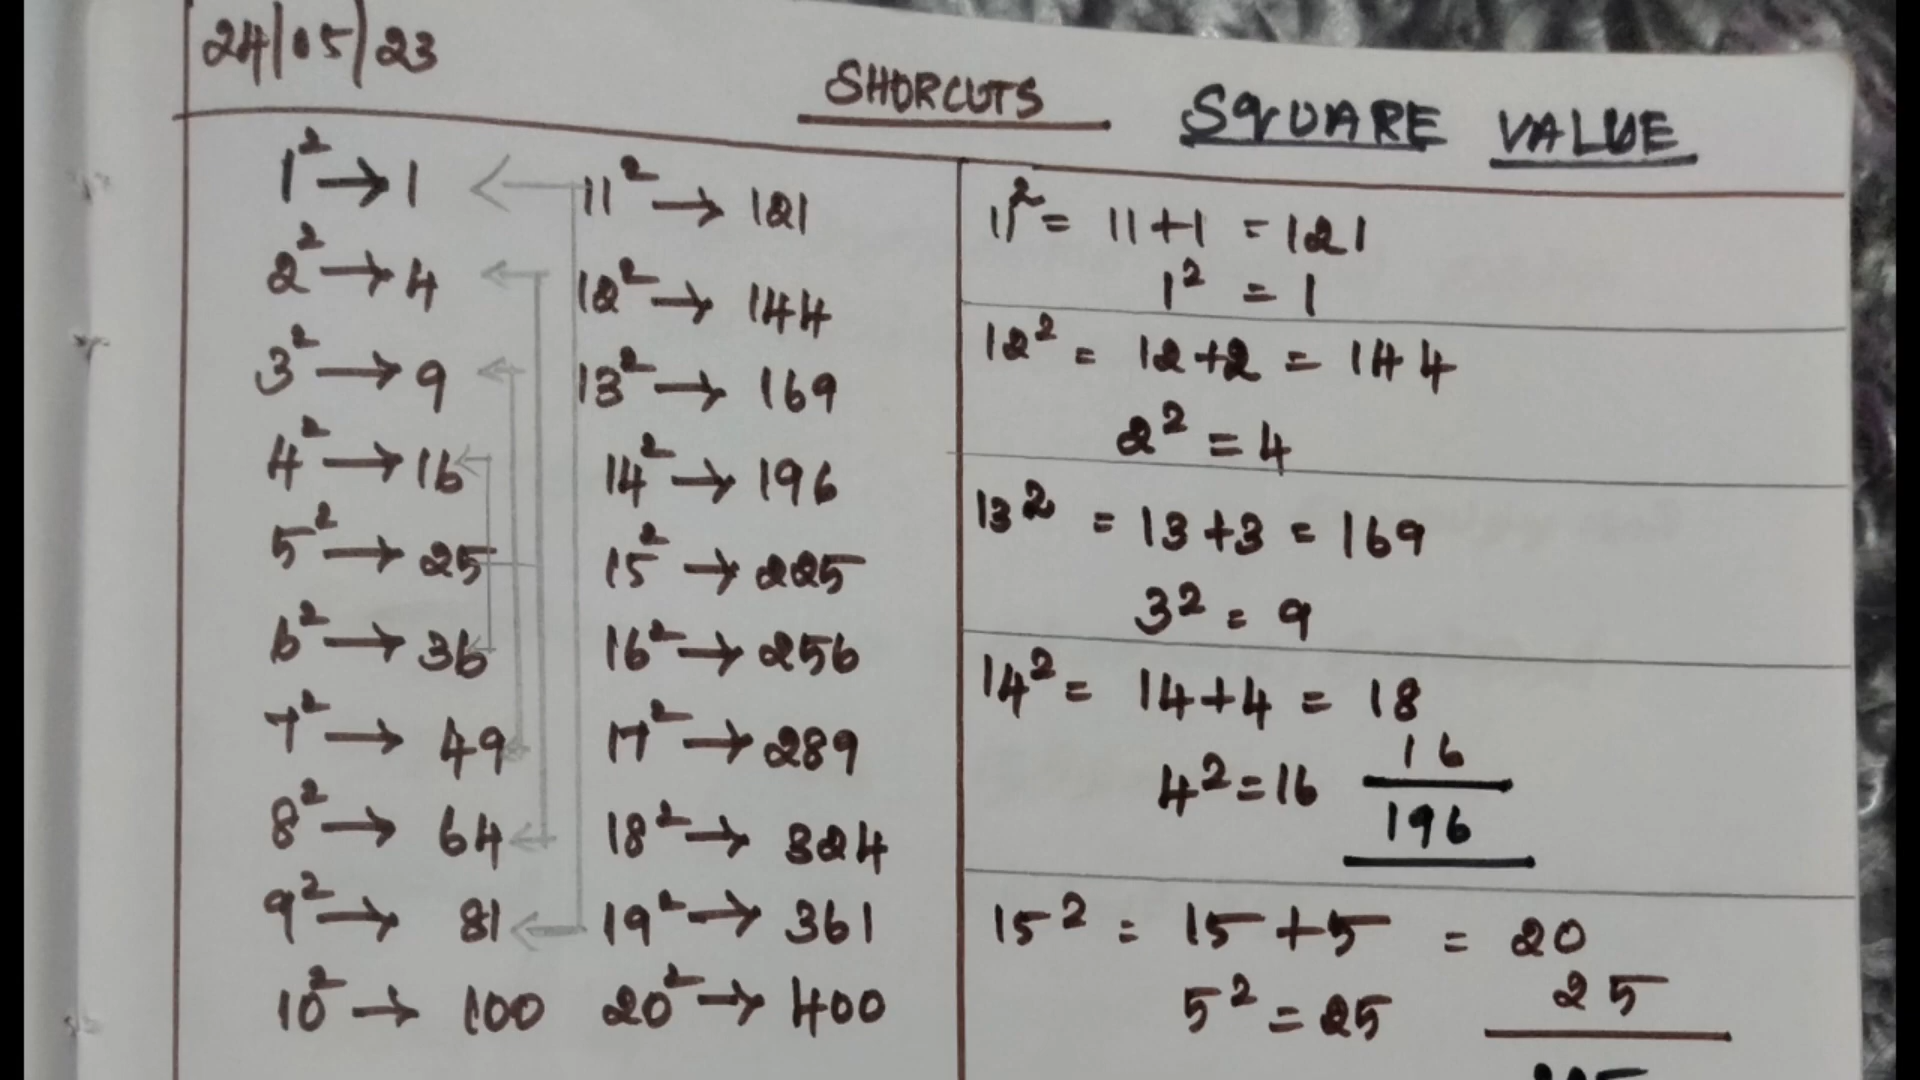 24/05/23
SHORCUTS SQUARE VALUE
1² → 1
2² → 4
3² → 9
4² → 16
5² → 25
6² → 36
7² → 49
8² → 64
9² → 81
10² → 100
11² → 121
12² → 144
13² → 169
14² → 196
15² → 225
16² → 256
17² → 289
18² → 324
19² → 361
20² → 400
11² = 11+1 = 121
1² = 1
12² = 12+2 = 144
2² = 4
13² = 13+3 = 169
3² = 9
14² = 14+4 = 18
4² = 16 16
196
15² = 15+5 = 20
5² = 25 25